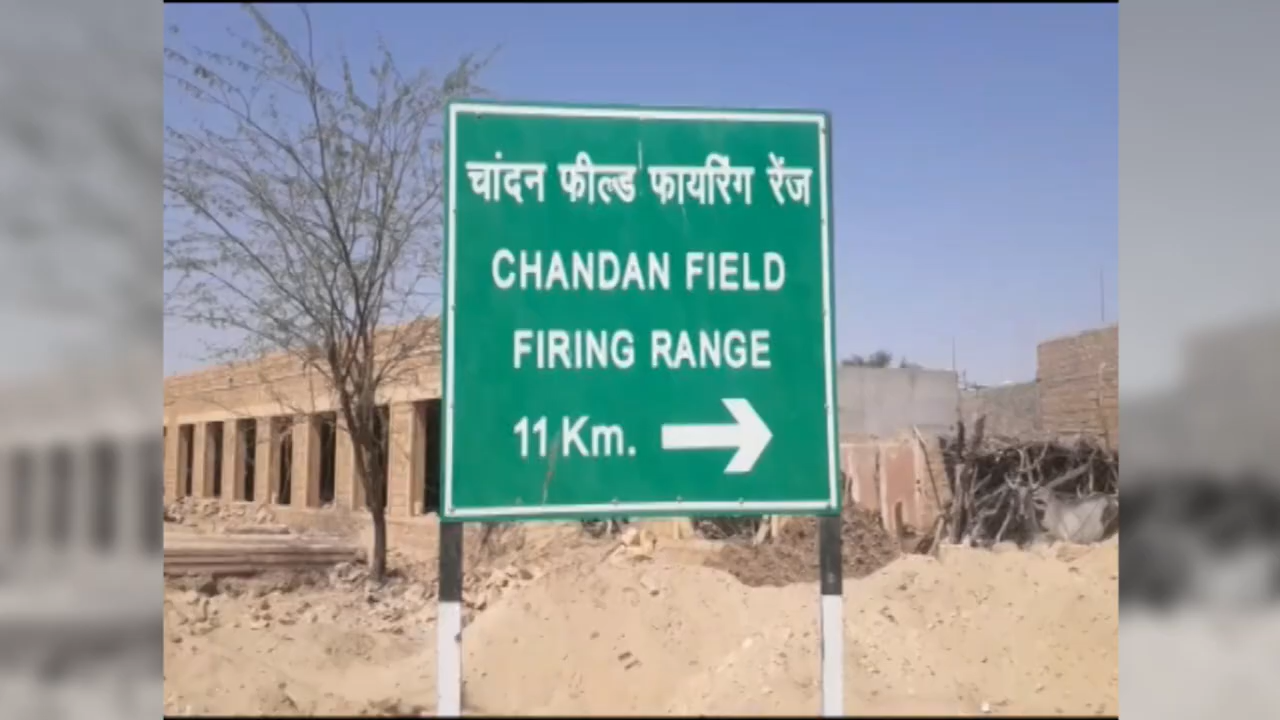 चांदन फील्ड फायरिंग रेंज
CHANDAN FIELD
FIRING RANGE
11 Km.